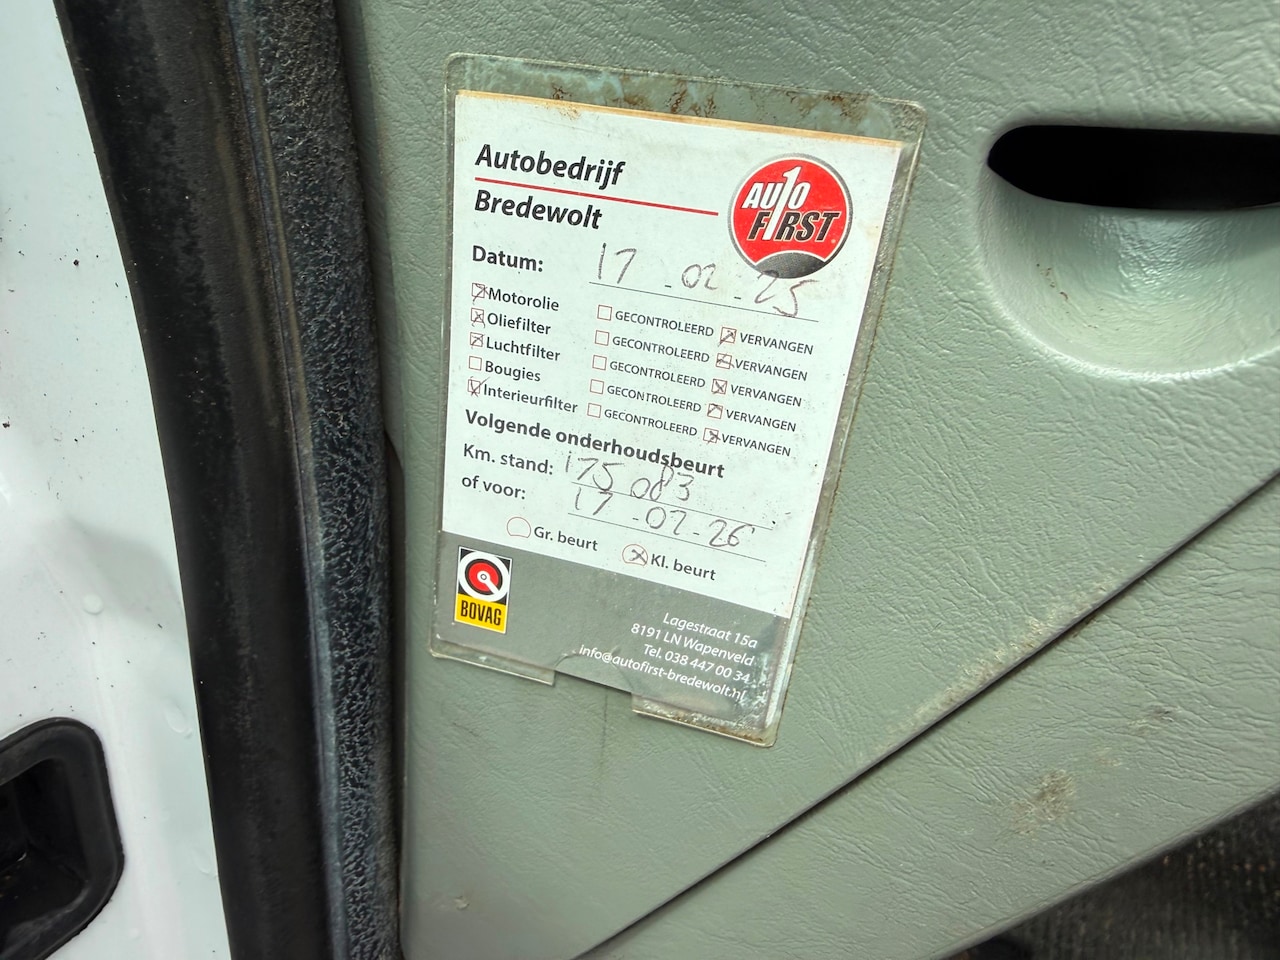 Autobedrijf
Bredewolt
AUTO
FIRST
Datum: 17-02-25
Motorolie GECONTROLEERD VERVANGEN
Oliefilter GECONTROLEERD VERVANGEN
Luchtfilter GECONTROLEERD VERVANGEN
Bougies GECONTROLEERD VERVANGEN
Interieurfilter GECONTROLEERD VERVANGEN
Volgende onderhoudsbeurt
Km. stand: 175083
of voor: 17-02-26
Gr. beurt Kl. beurt
BOVAG
Lagestraat 15a
8191 LN Wapenveld
Tel. 038 447 00 34
info@autofirst-bredewolt.nl